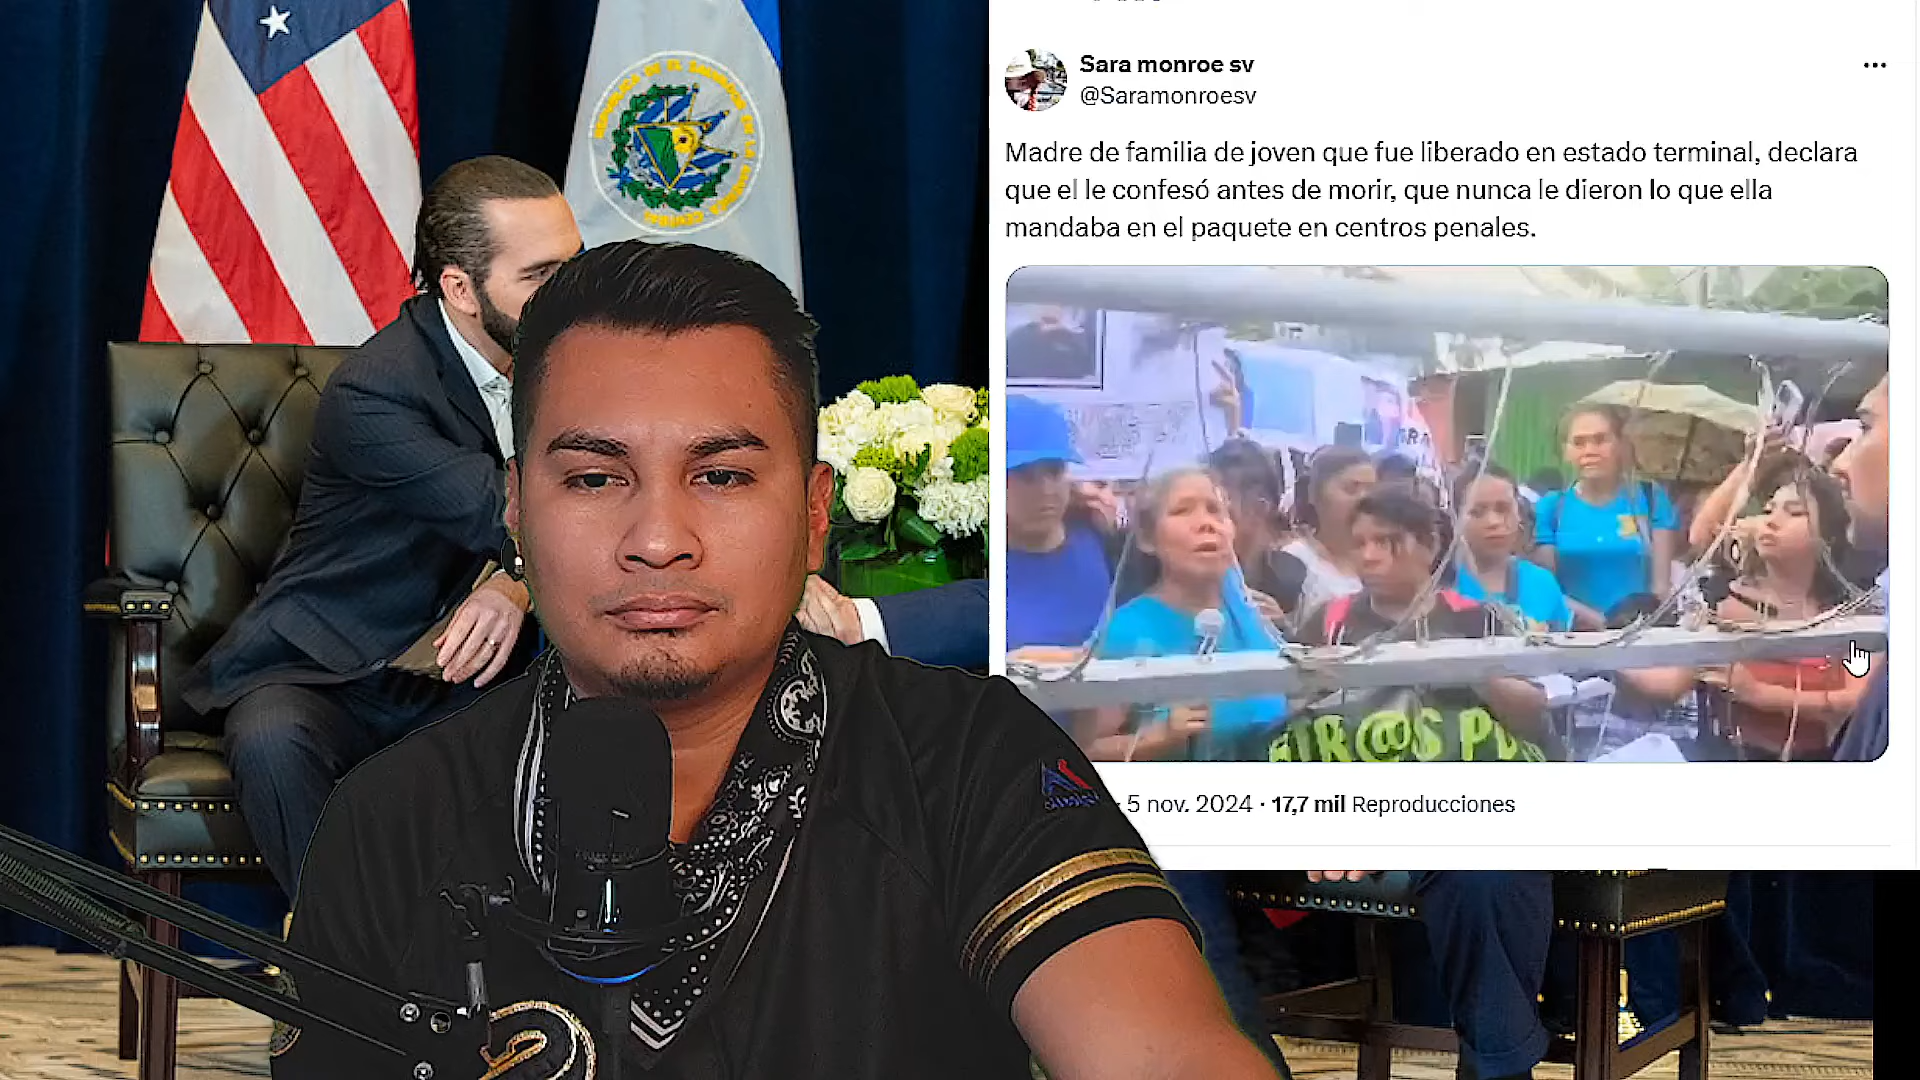 Sara monroe sv
@Saramonroesv
Madre de familia de joven que fue liberado en estado terminal, declara
que el le confesó antes de morir, que nunca le dieron lo que ella
mandaba en el paquete en centros penales.
5 nov. 2024 · 17,7 mil Reproducciones